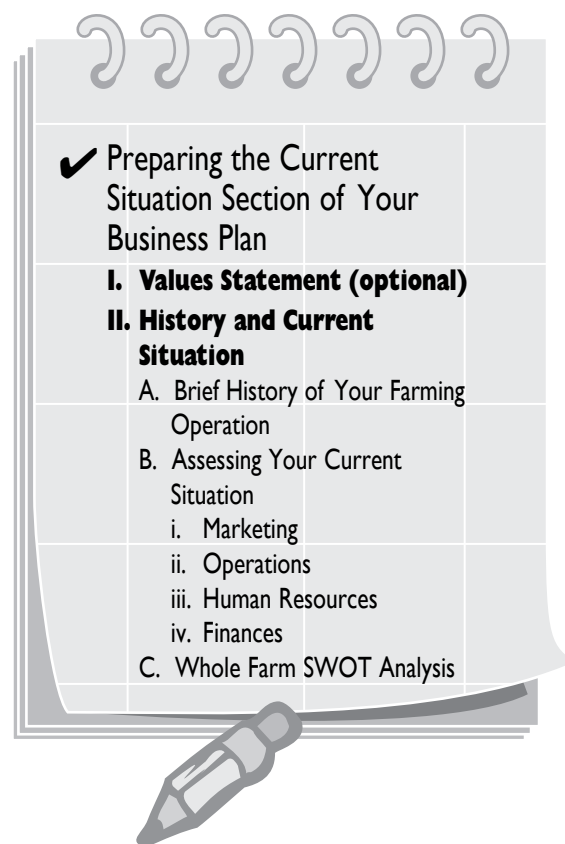 ✔ Preparing the Current
Situation Section of Your
Business Plan
I. Values Statement (optional)
II. History and Current
Situation
A. Brief History of Your Farming
Operation
B. Assessing Your Current
Situation
i. Marketing
ii. Operations
iii. Human Resources
iv. Finances
C. Whole Farm SWOT Analysis